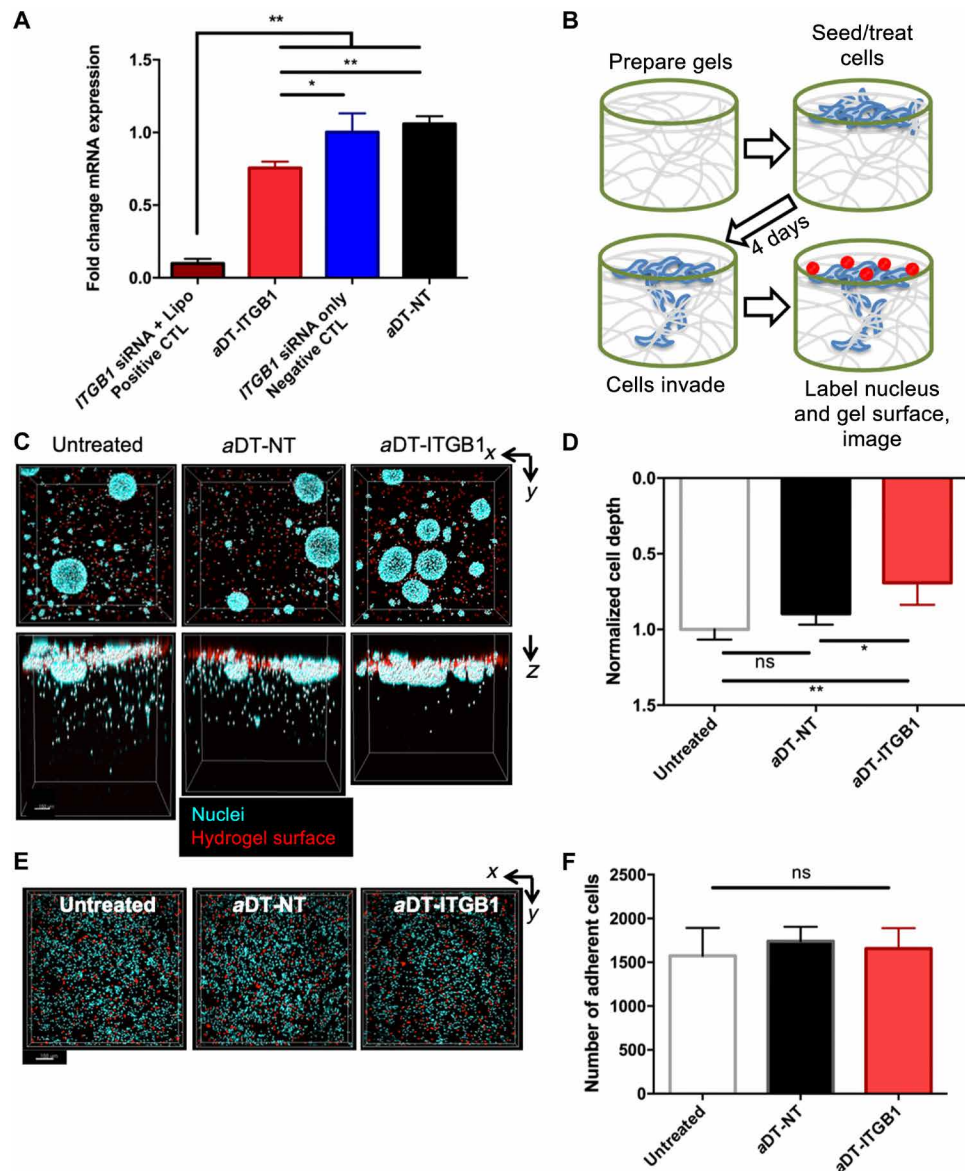 A
**
**
*
Fold change mRNA expression
1.5
1.0
0.5
0.0
ITGB1 siRNA + Lipo
Positive CTL
aDT-ITGB1
ITGB1 siRNA only
Negative CTL
aDT-NT
B
Prepare gels
Seed/treat
cells
4 days
Cells invade
Label nucleus
and gel surface,
image
C
Untreated
aDT-NT
aDT-ITGB1
x
y
z
Nuclei
Hydrogel surface
D
Normalized cell depth
0.0
0.5
1.0
1.5
ns
*
**
Untreated
aDT-NT
aDT-ITGB1
E
x
y
Untreated
aDT-NT
aDT-ITGB1
F
ns
Number of adherent cells
2500
2000
1500
1000
500
0
Untreated
aDT-NT
aDT-ITGB1